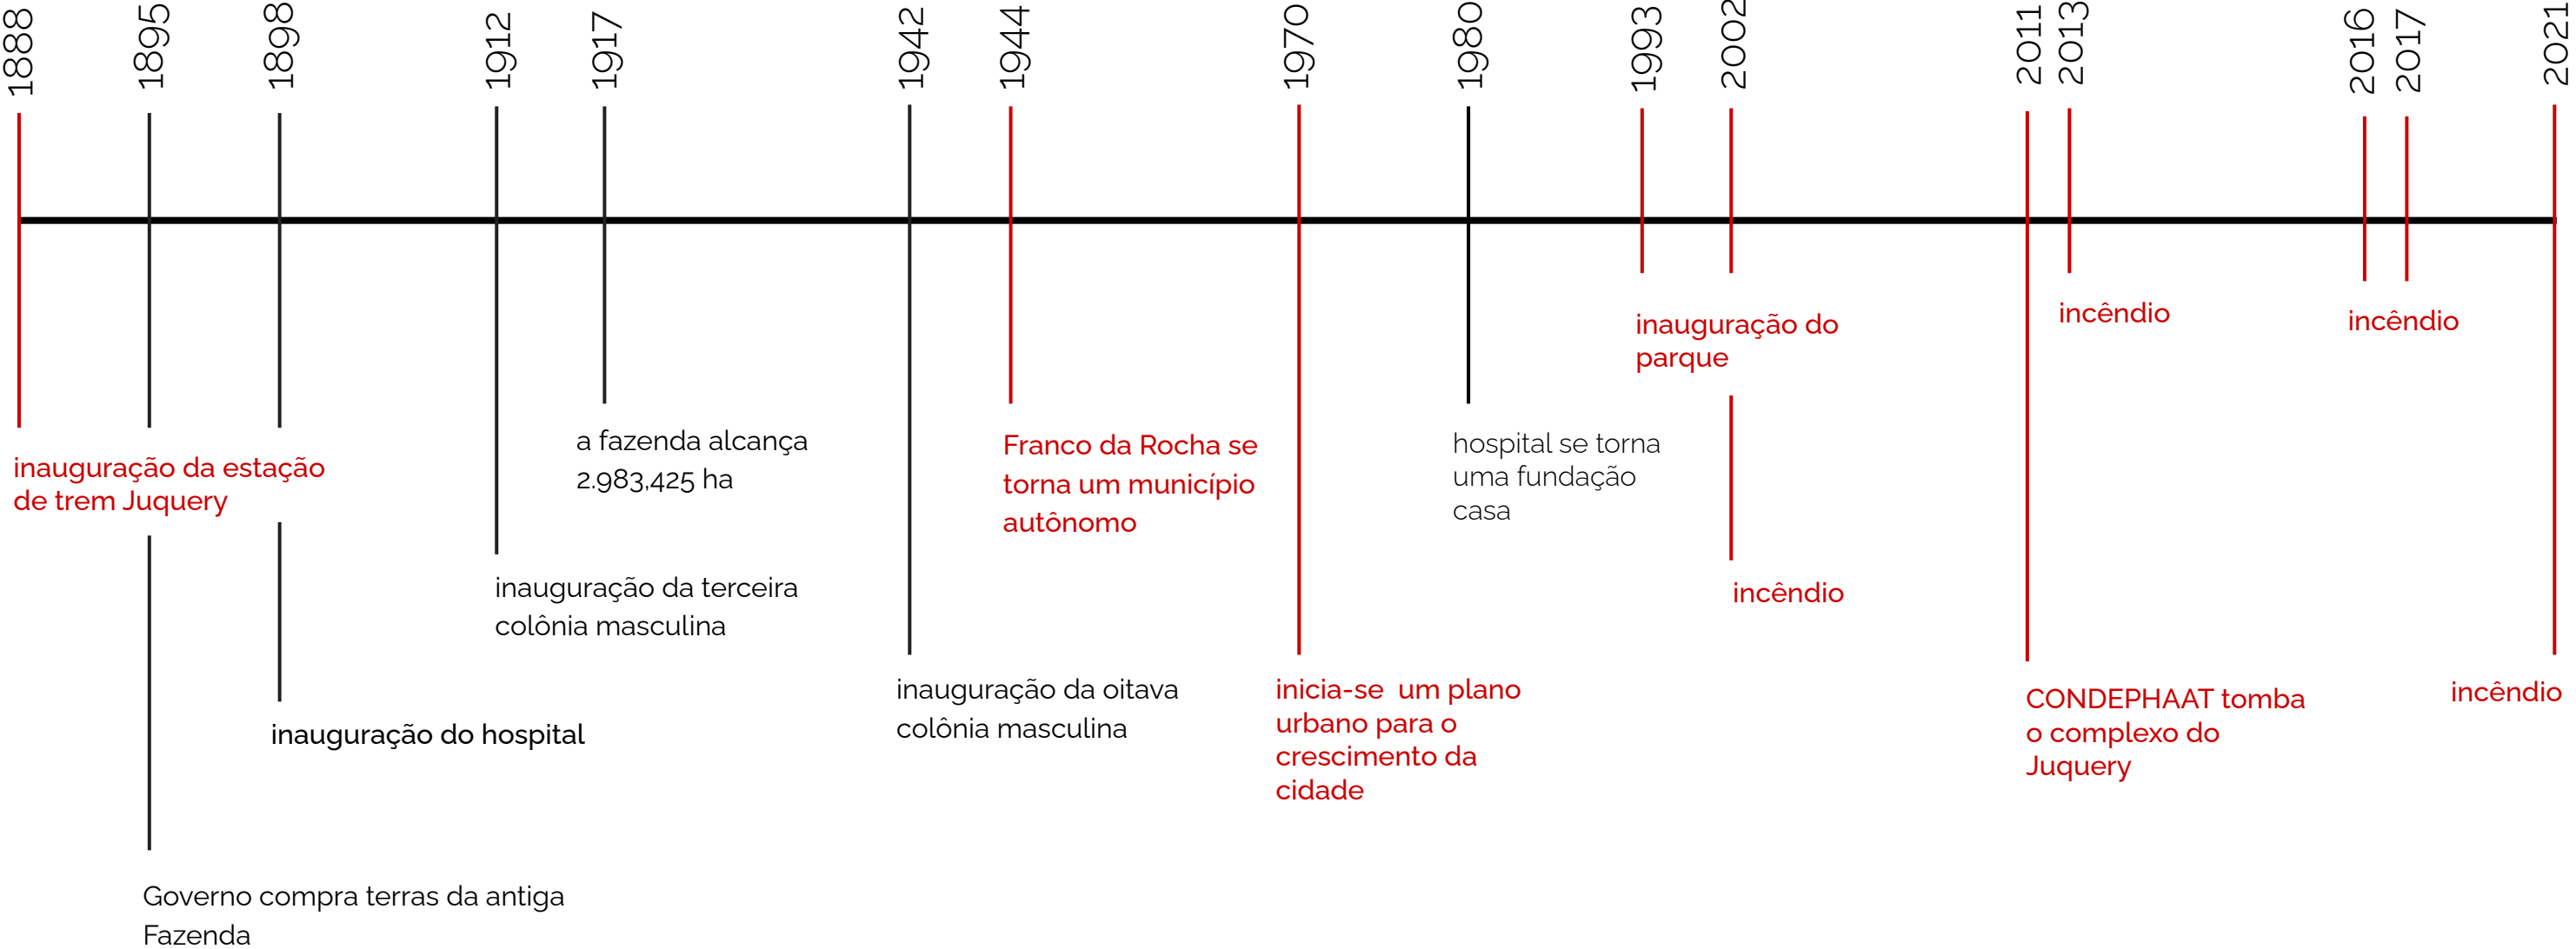 1888
1895
1898
1912
1917
1942
1944
1970
1980
1993
2002
2011
2013
2016
2017
2021
inauguração da estação
de trem Juquery
Governo compra terras da antiga
Fazenda
inauguração do hospital
inauguração da terceira
colônia masculina
a fazenda alcança
2.983,425 ha
inauguração da oitava
colônia masculina
Franco da Rocha se
torna um município
autônomo
inicia-se um plano
urbano para o
crescimento da
cidade
hospital se torna
uma fundação
casa
inauguração do
parque
incêndio
CONDEPHAAT tomba
o complexo do
Juquery
incêndio
incêndio
incêndio